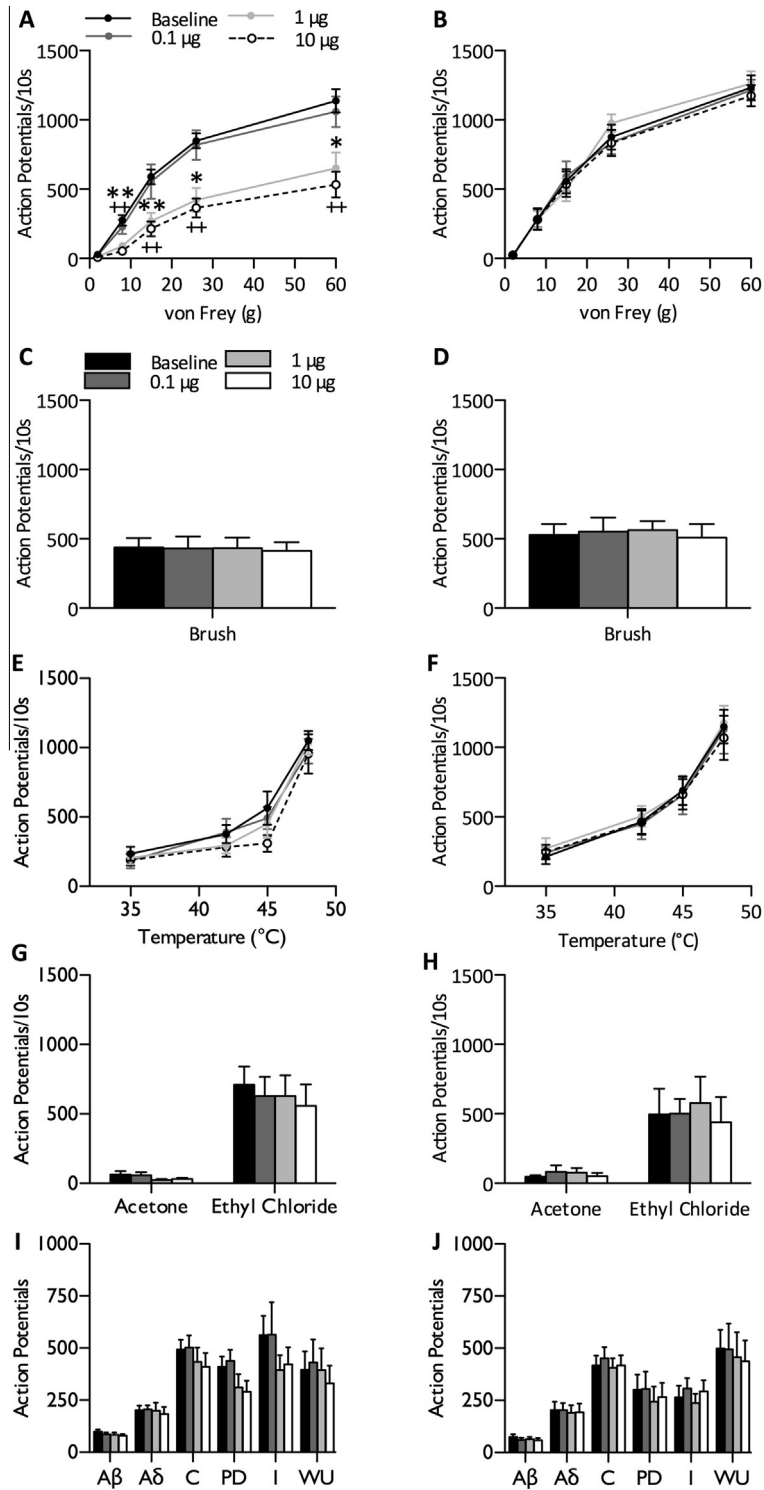 A
Baseline 1 μg
0.1 μg 10 μg
Action Potentials/10s
1500
1000
500
0
** * *
++ ** ++ ++ ++
0 10 20 30 40 50 60
von Frey (g)
B
Action Potentials/10s
1500
1000
500
0
0 10 20 30 40 50 60
von Frey (g)
C
Baseline 1 μg
0.1 μg 10 μg
Action Potentials/10s
1500
1000
500
0
Brush
D
Action Potentials/10s
1500
1000
500
0
Brush
E
Action Potentials/10s
1500
1000
500
0
35 40 45 50
Temperature (°C)
F
Action Potentials/10s
1500
1000
500
0
35 40 45 50
Temperature (°C)
G
Action Potentials/10s
1500
1000
500
0
Acetone Ethyl Chloride
H
Action Potentials/10s
1500
1000
500
0
Acetone Ethyl Chloride
I
Action Potentials
1000
750
500
250
0
Aβ Aδ C PD I WU
J
Action Potentials
1000
750
500
250
0
Aβ Aδ C PD I WU